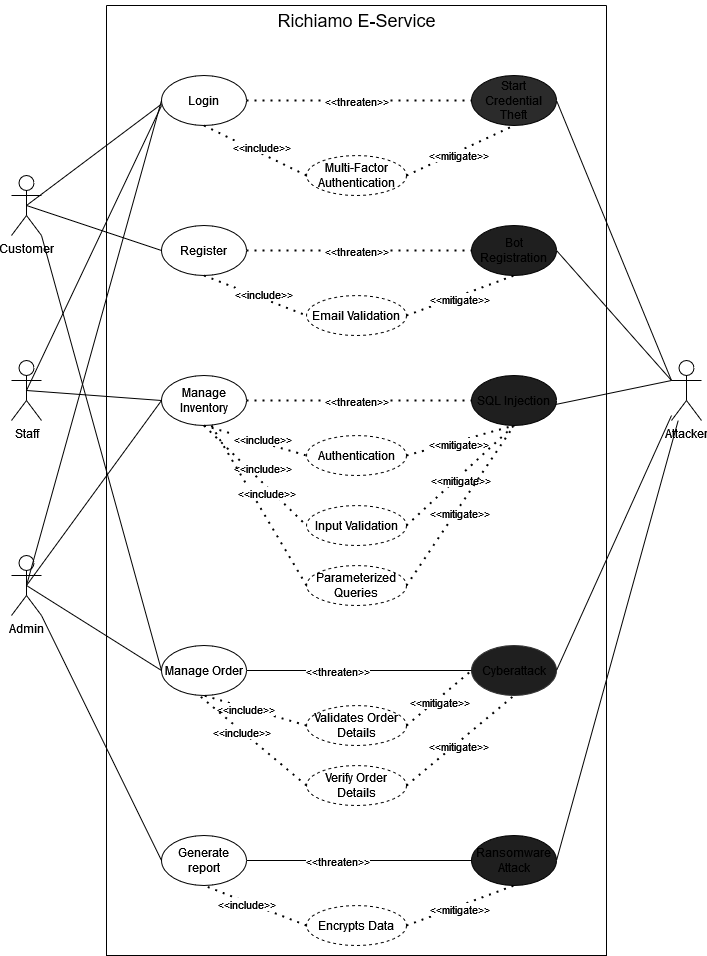 Richiamo E-Service
Login
<<threaten>>
Start
Credential
Theft
<<include>>
<<mitigate>>
Multi-Factor
Authentication
Customer
Register
<<threaten>>
Bot
Registration
<<include>>
<<mitigate>>
Email Validation
Staff
Manage
Inventory
<<threaten>>
SQL Injection
Attacker
<<include>>
Authentication
<<mitigate>>
<<include>>
<<mitigate>>
<<include>>
<<mitigate>>
Input Validation
Parameterized
Queries
Admin
Manage Order
<<threaten>>
Cyberattack
<<include>>
Validates Order
Details
<<mitigate>>
<<include>>
<<mitigate>>
Verify Order
Details
Generate
report
<<threaten>>
Ransomware
Attack
<<include>>
<<mitigate>>
Encrypts Data